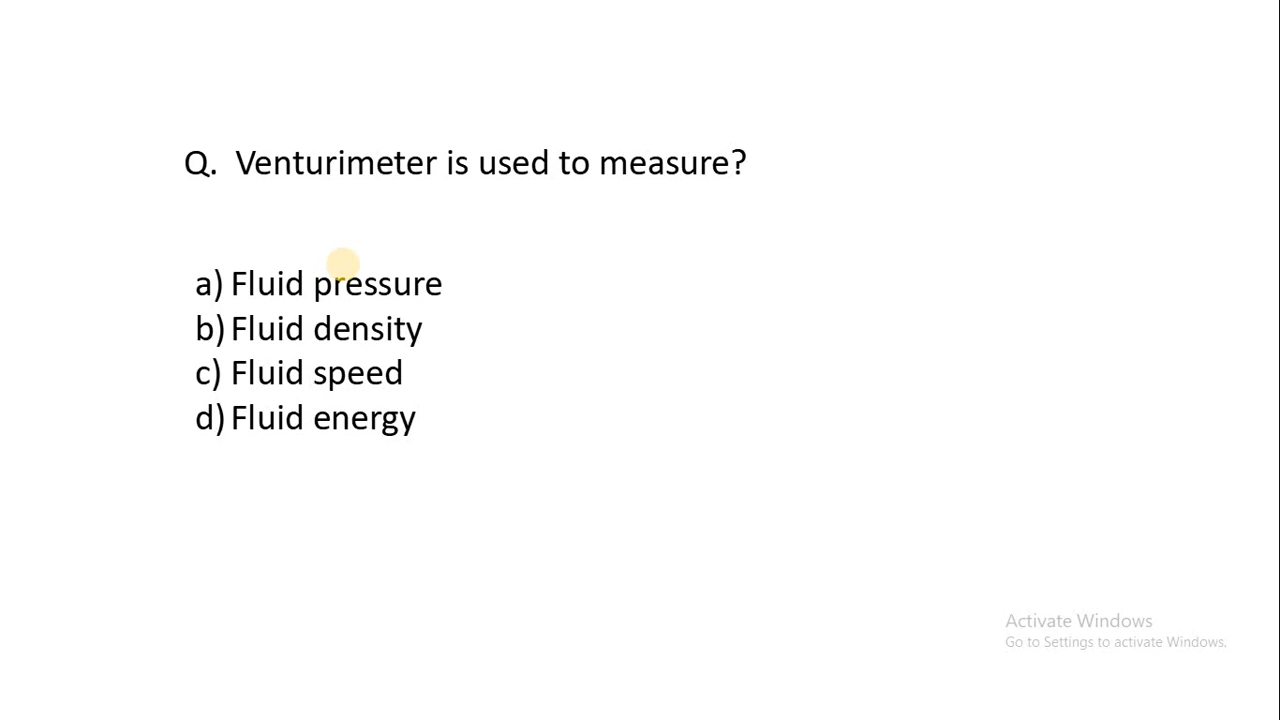 Q. Venturimeter is used to measure?
a) Fluid pressure
b) Fluid density
c) Fluid speed
d) Fluid energy
Activate Windows
Go to Settings to activate Windows.